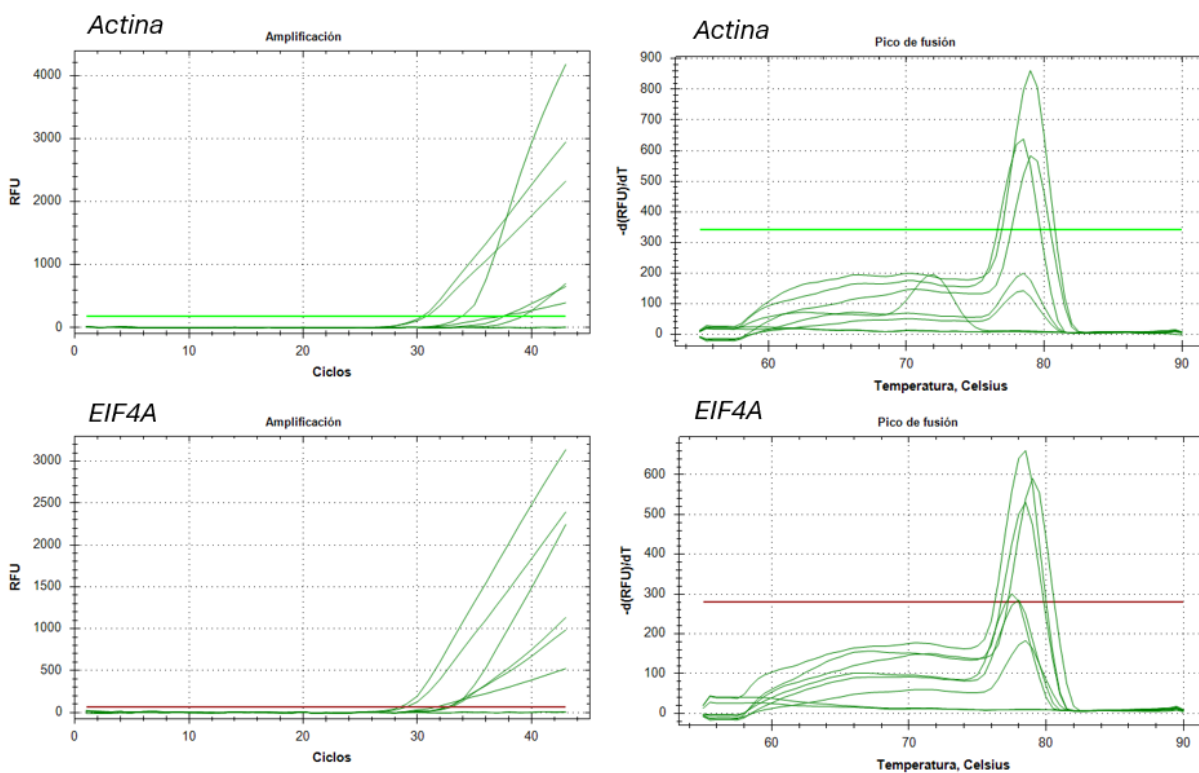 Actina
Amplificación
4000
2000
1000
0
RFU
0
10
20
30
40
Ciclos
Actina
Pico de fusión
900
800
700
600
500
400
300
200
100
0
-d(RFU)/dT
60
70
80
90
Temperatura, Celsius
EIF4A
Amplificación
3000
2500
2000
1500
1000
500
0
RFU
0
10
20
30
40
Ciclos
EIF4A
Pico de fusión
600
500
400
300
200
100
0
-d(RFU)/dT
60
70
80
90
Temperatura, Celsius